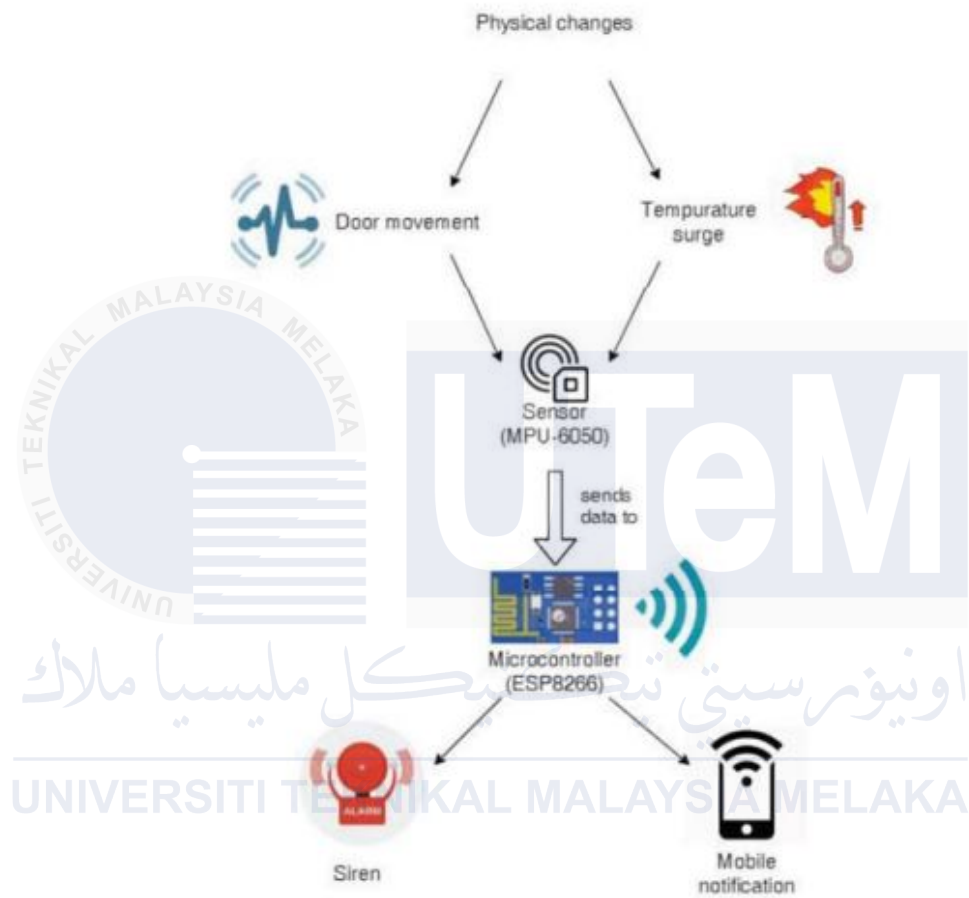 Physical changes
Door movement
Tempurature
surge
Sensor
(MPU-6050)
sends
data to
Microcontroller
(ESP8266)
ALARM
Siren
Mobile
notification
UNIVERSITI TEKNIKAL MALAYSIA MELAKA
UTeM
اونيۏرسيتي تيكنيكل مليسيا ملاك
UNIVERSITI TEKNIKAL MALAYSIA MELAKA